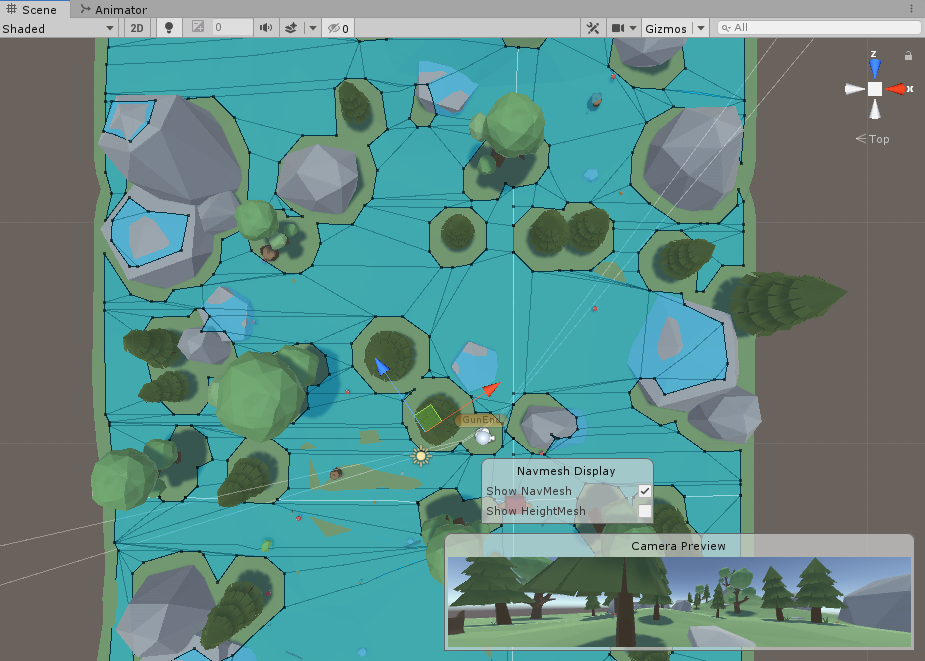 Scene Animator
Shaded 2D 0 0 Gizmos All
z
x
Top
GunEnd
Navmesh Display
Show NavMesh
Show HeightMesh
Camera Preview